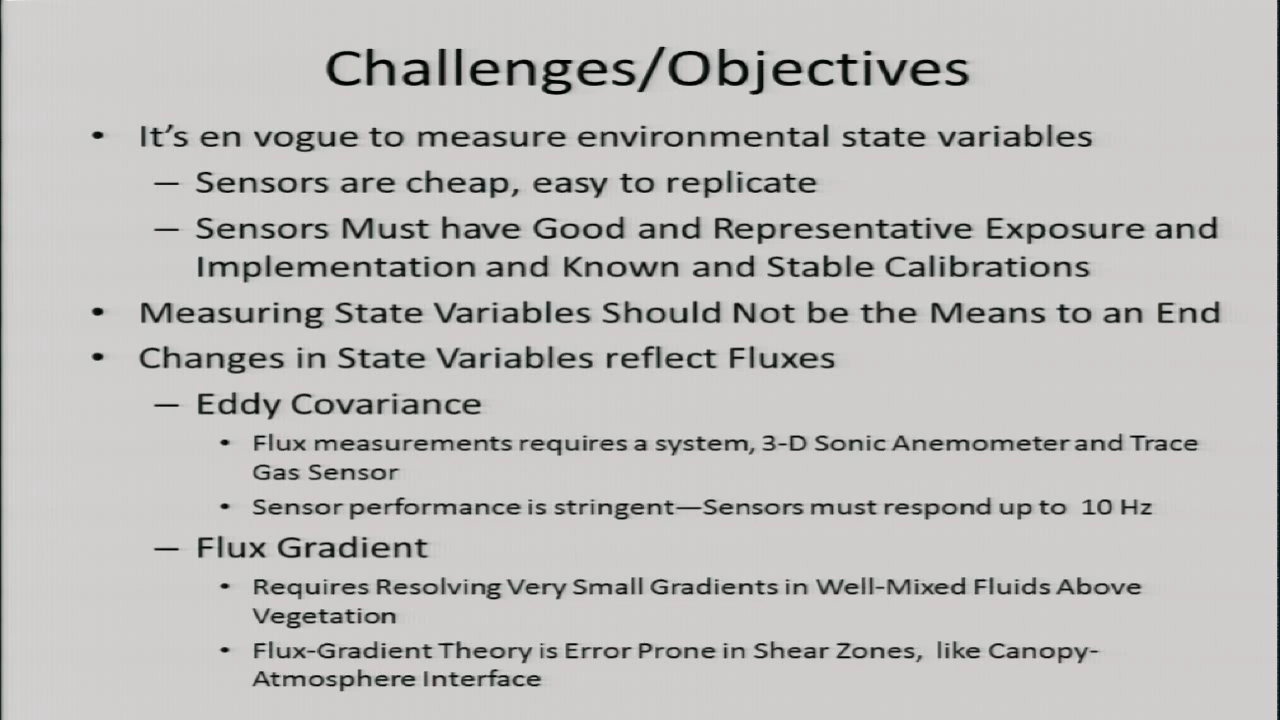 Challenges/Objectives
• It's en vogue to measure environmental state variables
– Sensors are cheap, easy to replicate
– Sensors Must have Good and Representative Exposure and
Implementation and Known and Stable Calibrations
• Measuring State Variables Should Not be the Means to an End
• Changes in State Variables reflect Fluxes
– Eddy Covariance
• Flux measurements requires a system, 3-D Sonic Anemometer and Trace
Gas Sensor
• Sensor performance is stringent—Sensors must respond up to 10 Hz
– Flux Gradient
• Requires Resolving Very Small Gradients in Well-Mixed Fluids Above
Vegetation
• Flux-Gradient Theory is Error Prone in Shear Zones, like Canopy-
Atmosphere Interface